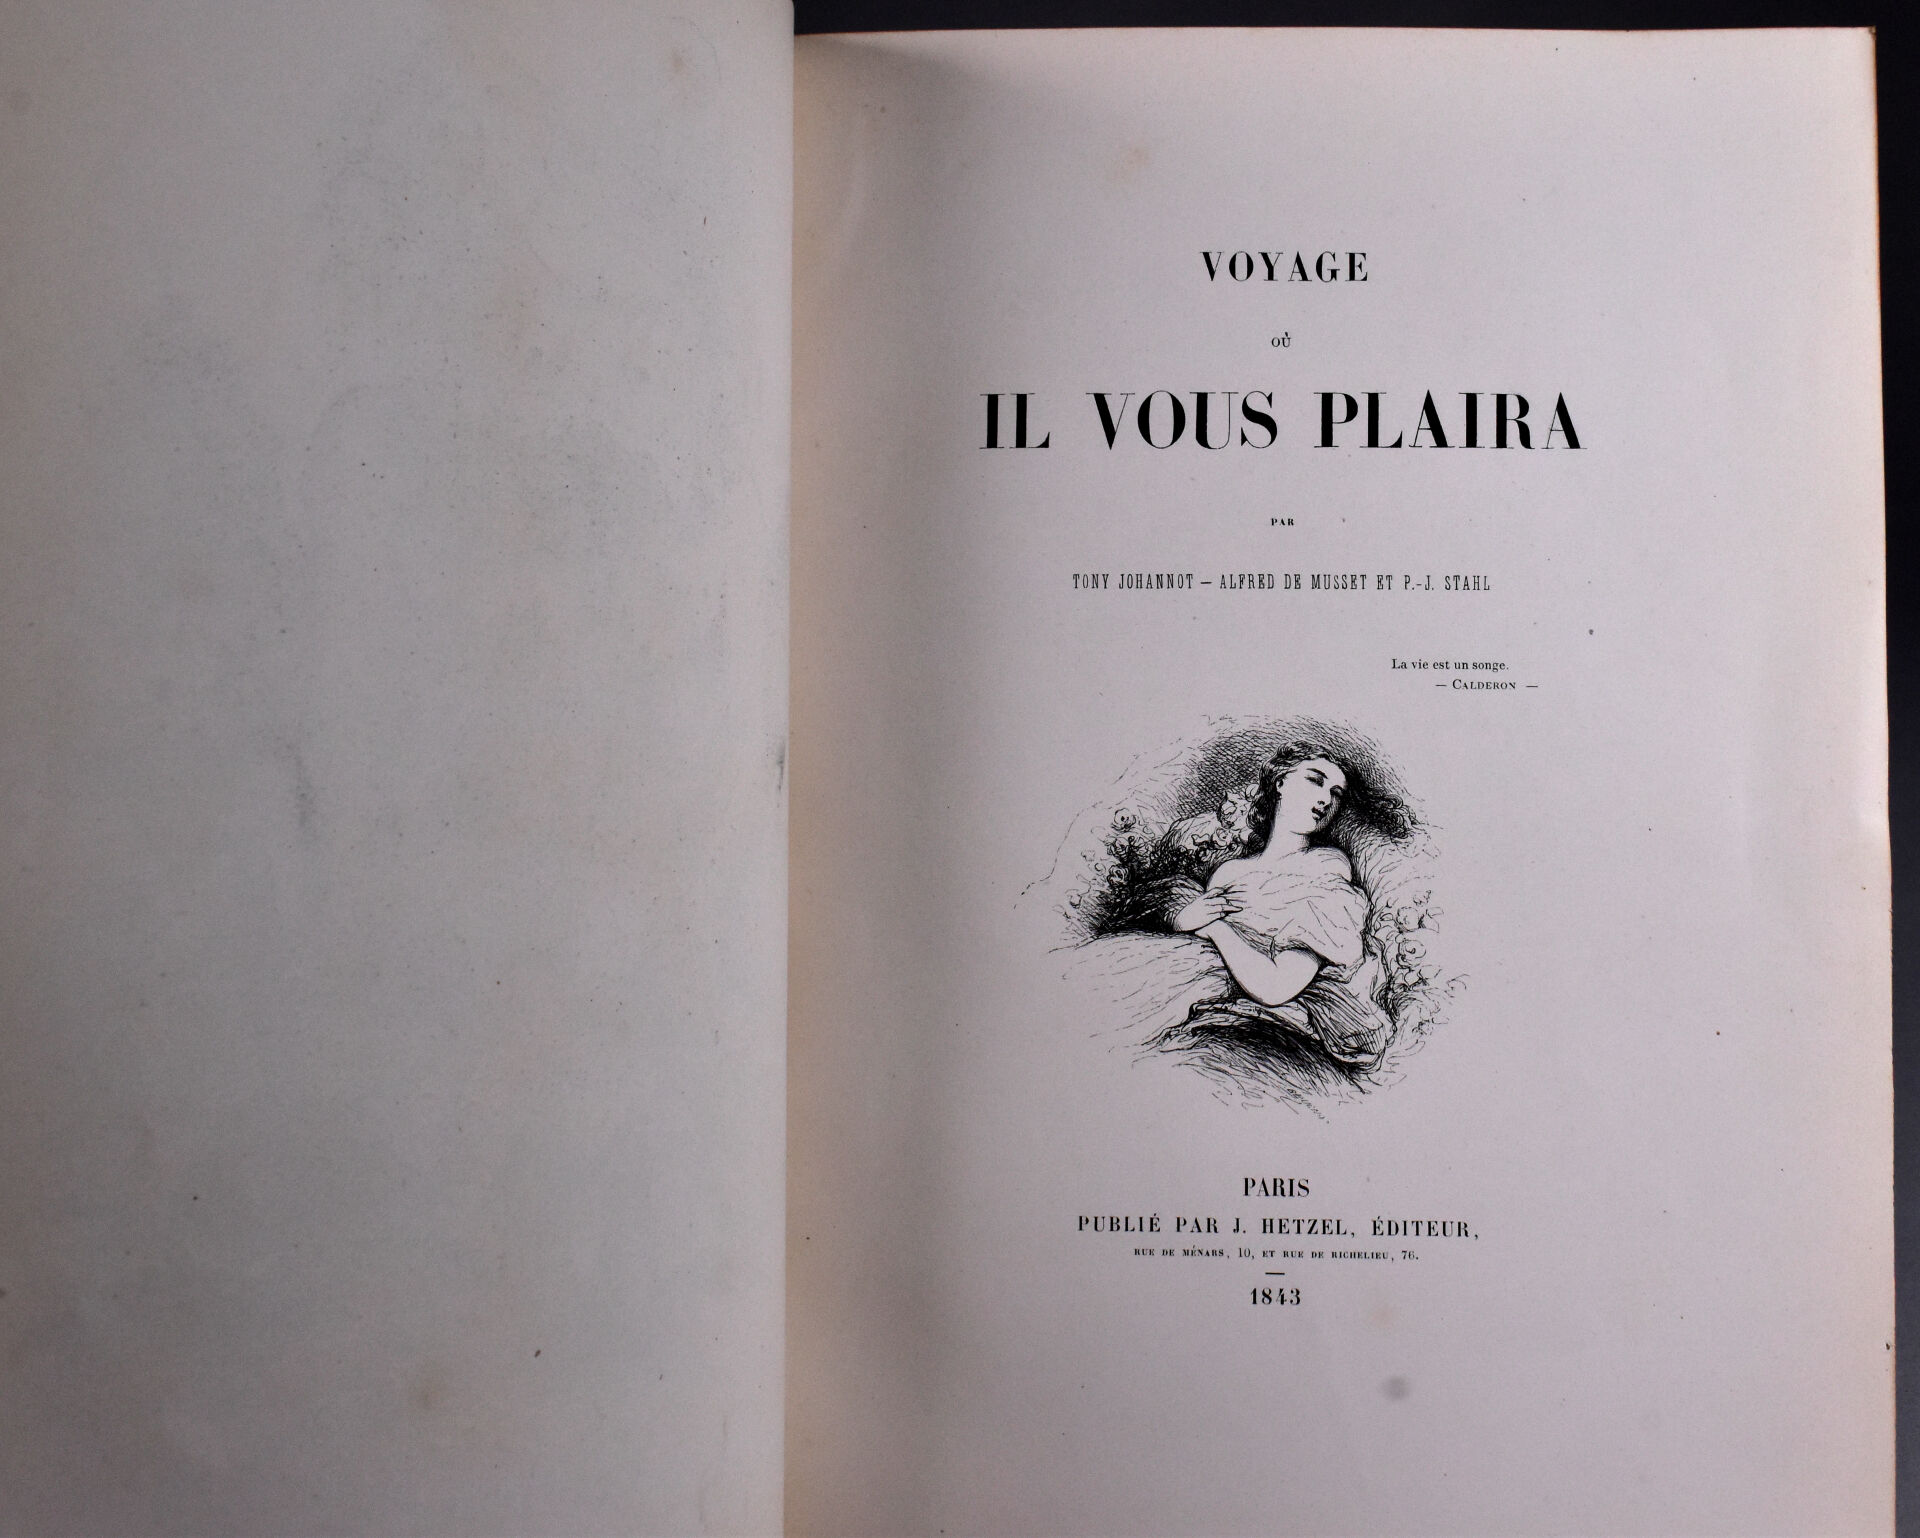 VOYAGE
OÙ
IL VOUS PLAIRA
PAR
TONY JOHANNOT — ALFRED DE MUSSET ET P.-J. STAHL
La vie est un songe.
— CALDERON —
PARIS
PUBLIÉ PAR J. HETZEL, ÉDITEUR,
RUE DE MÉNARS, 10, ET RUE DE RICHELIEU, 76.
1843